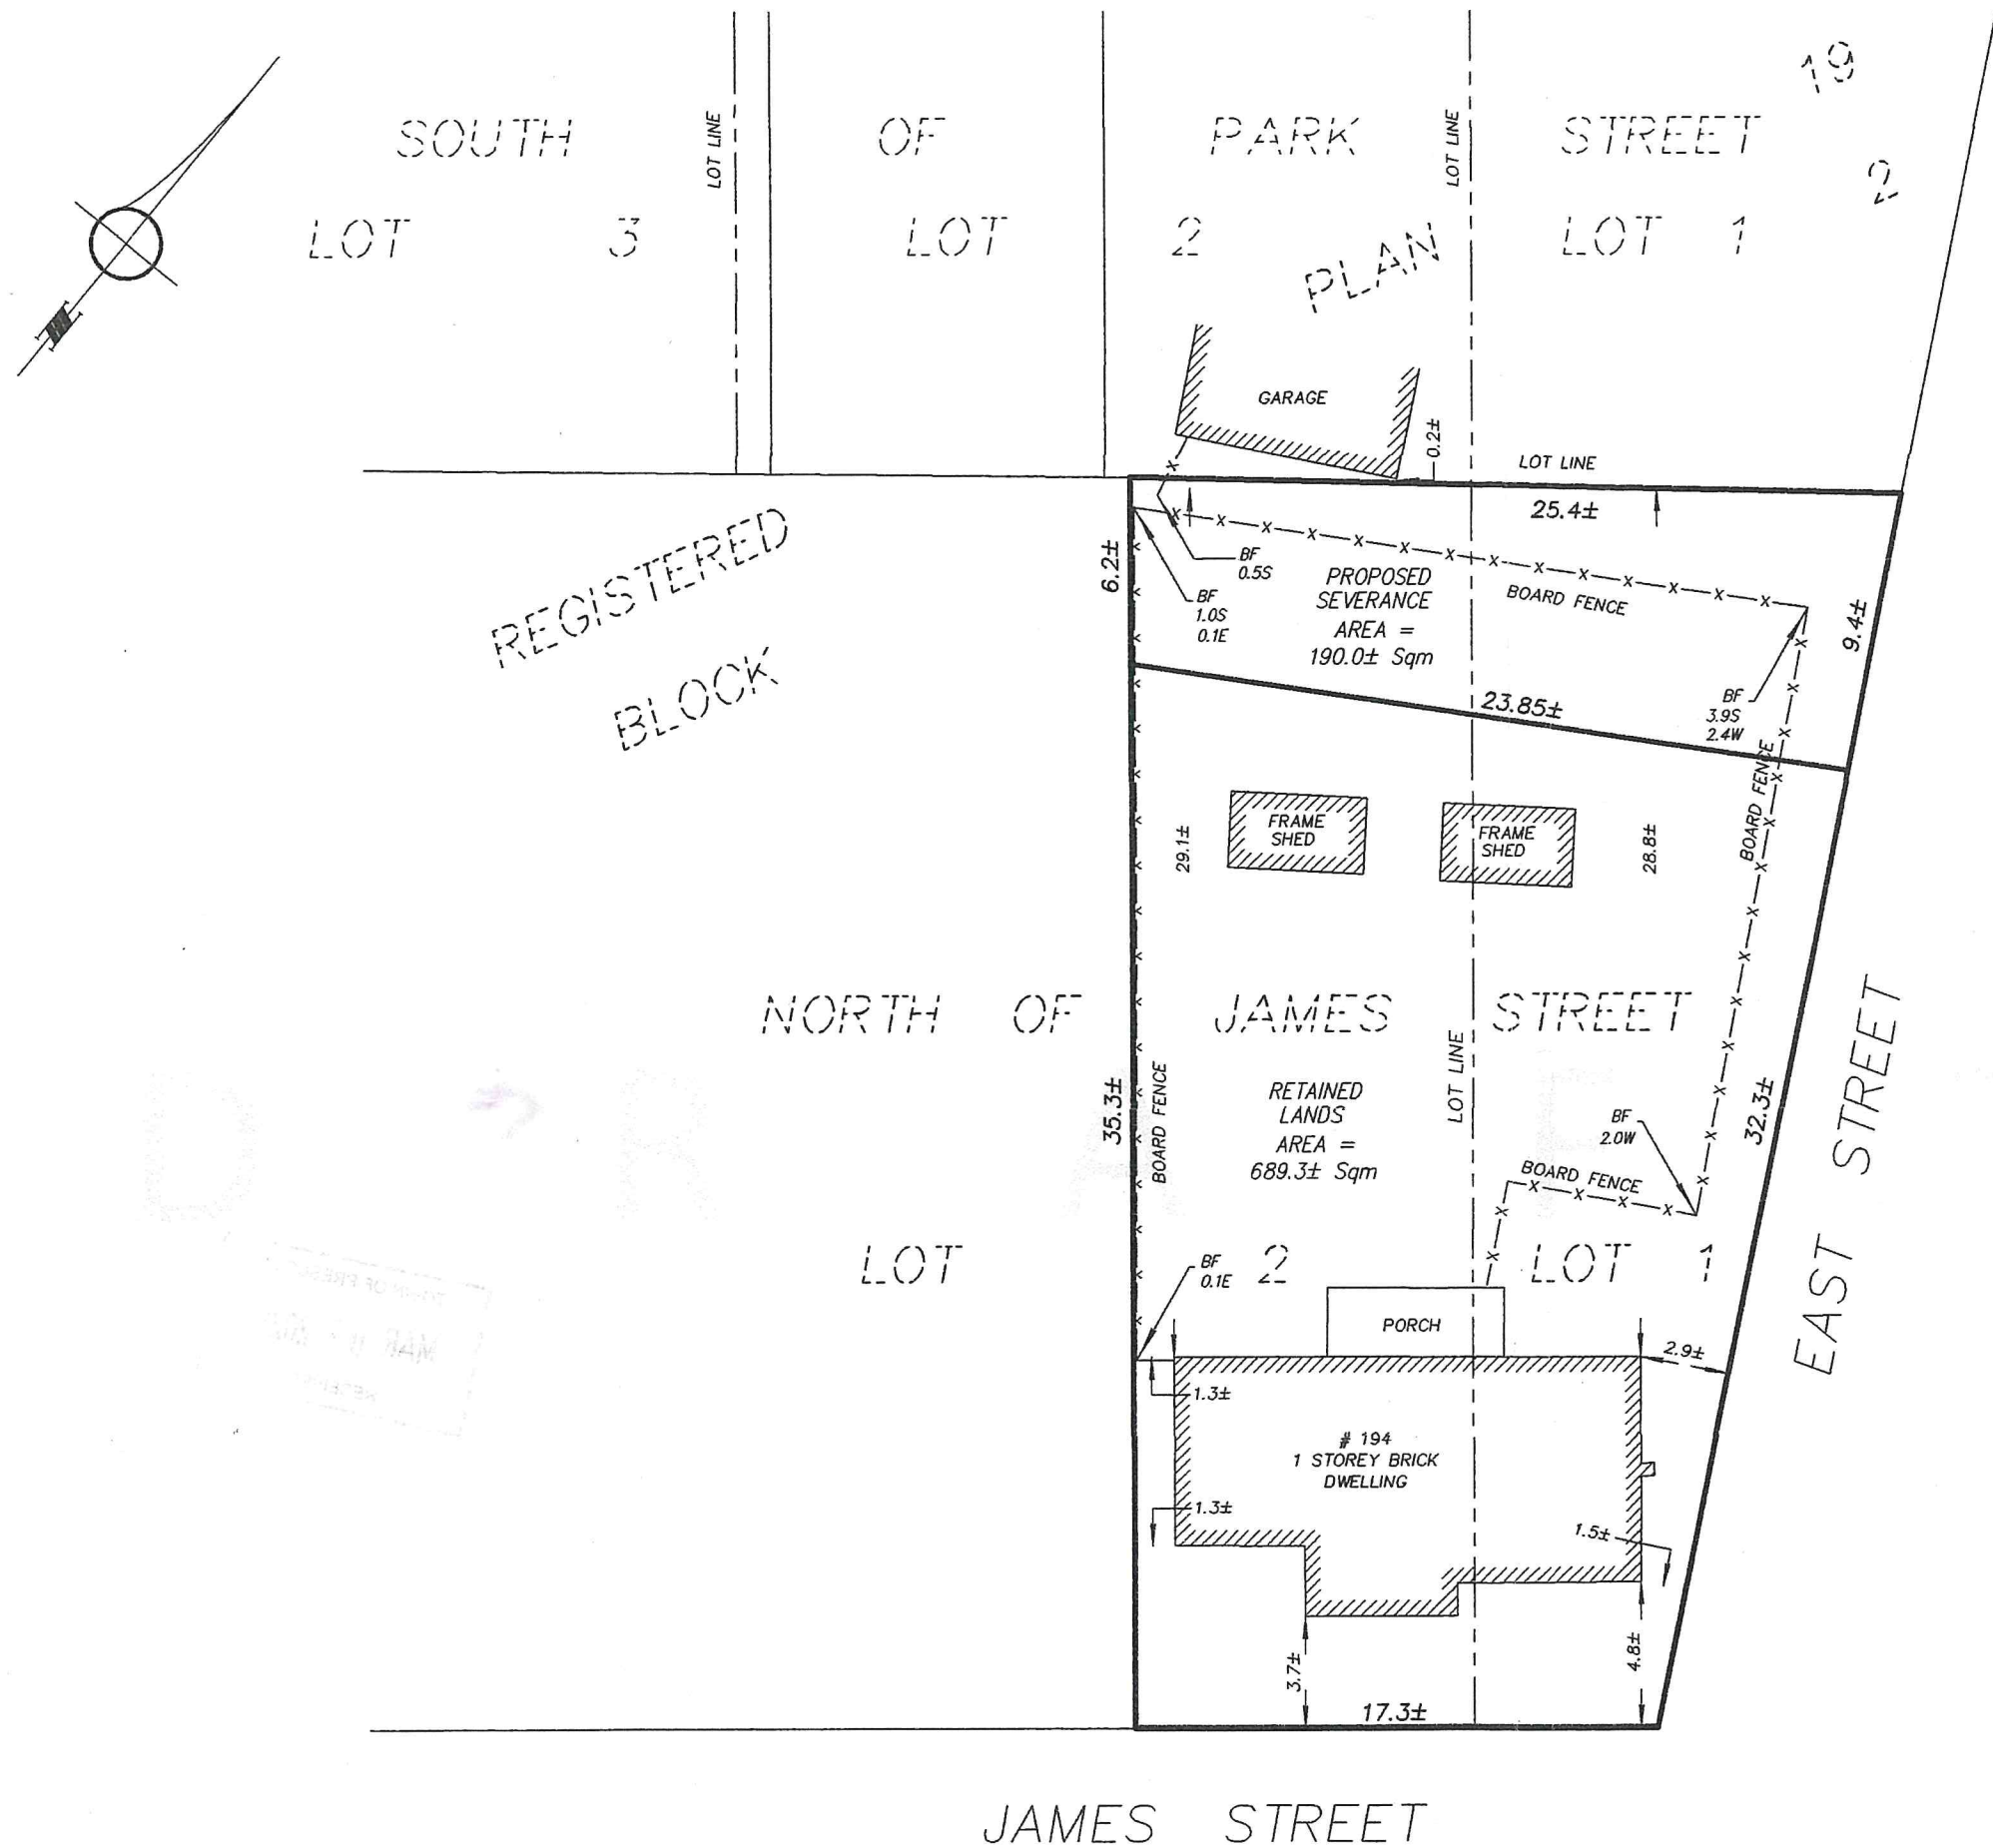 19
SOUTH OF PARK STREET
LOT LINE
LOT LINE
2
LOT 3 LOT 2 LOT 1
PLAN
GARAGE
0.2±
LOT LINE
25.4±
REGISTERED
BLOCK
6.2±
BF
0.5S
BF
1.0S
0.1E
PROPOSED
SEVERANCE
AREA =
190.0± Sqm
BOARD FENCE
9.4±
BF
3.9S
2.4W
23.85±
29.1±
FRAME
SHED
FRAME
SHED
28.8±
BOARD FENCE
NORTH OF JAMES STREET
EAST STREET
35.3±
BOARD FENCE
RETAINED
LANDS
AREA =
689.3± Sqm
LOT LINE
BF
2.0W
32.3±
BOARD FENCE
LOT 2 LOT 1
BF
0.1E
PORCH
2.9±
1.3±
# 194
1 STOREY BRICK
DWELLING
1.3±
1.5±
3.7±
4.8±
17.3±
JAMES STREET